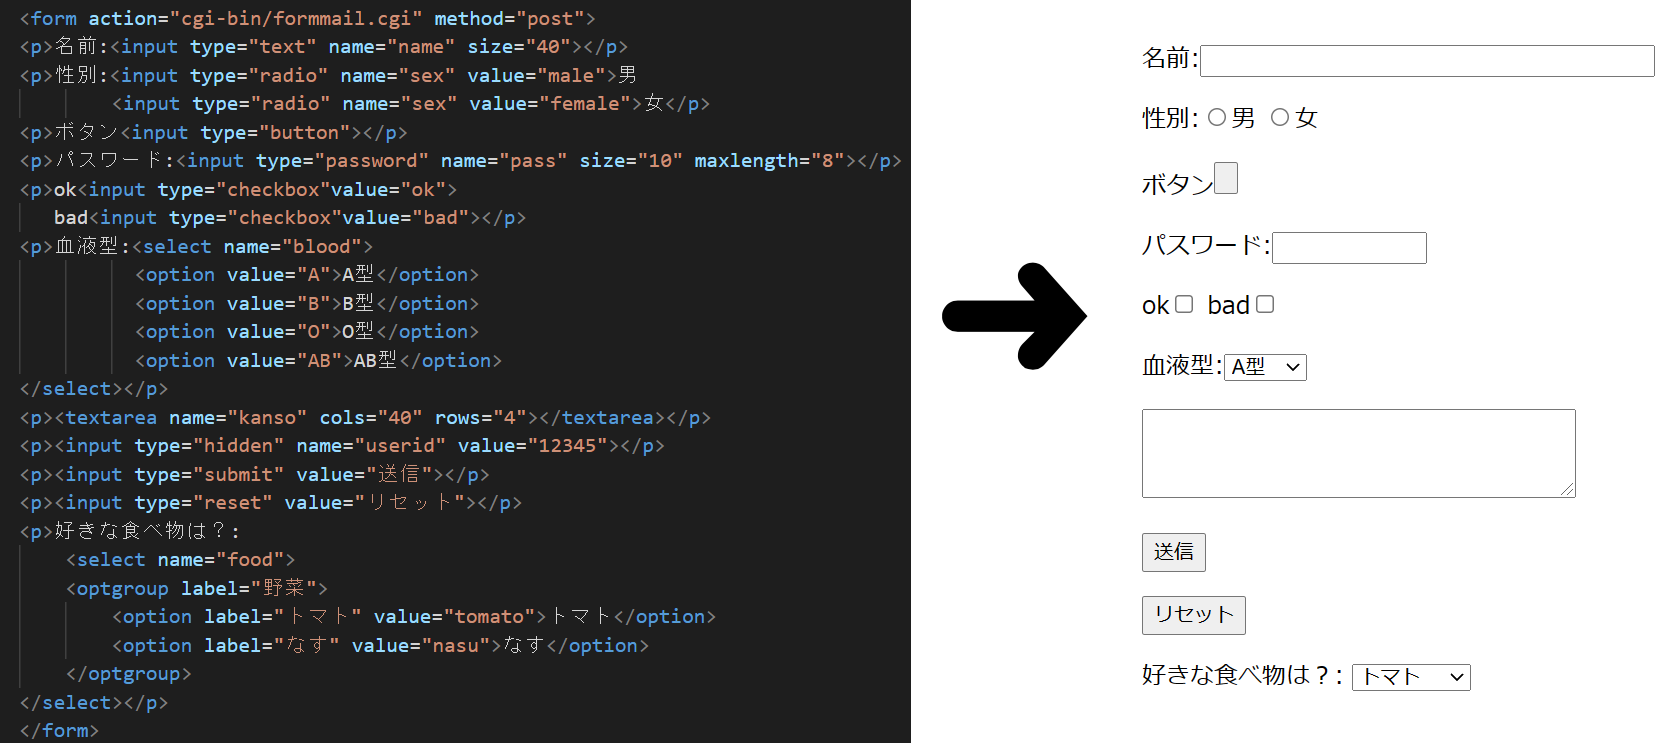 <form action="cgi-bin/formmail.cgi" method="post">
<p>名前:<input type="text" name="name" size="40"></p>
<p>性別:<input type="radio" name="sex" value="male">男
<input type="radio" name="sex" value="female">女</p>
<p>ボタン<input type="button"></p>
<p>パスワード:<input type="password" name="pass" size="10" maxlength="8"></p>
<p>ok<input type="checkbox"value="ok">
bad<input type="checkbox"value="bad"></p>
<p>血液型:<select name="blood">
<option value="A">A型</option>
<option value="B">B型</option>
<option value="O">O型</option>
<option value="AB">AB型</option>
</select></p>
<p><textarea name="kanso" cols="40" rows="4"></textarea></p>
<p><input type="hidden" name="userid" value="12345"></p>
<p><input type="submit" value="送信"></p>
<p><input type="reset" value="リセット"></p>
<p>好きな食べ物は？:
<select name="food">
<optgroup label="野菜">
<option label="トマト" value="tomato">トマト</option>
<option label="なす" value="nasu">なす</option>
</optgroup>
</select></p>
</form>
名前:
性別: 男 女
ボタン
パスワード:
ok bad
血液型: A型
送信
リセット
好きな食べ物は？: トマト